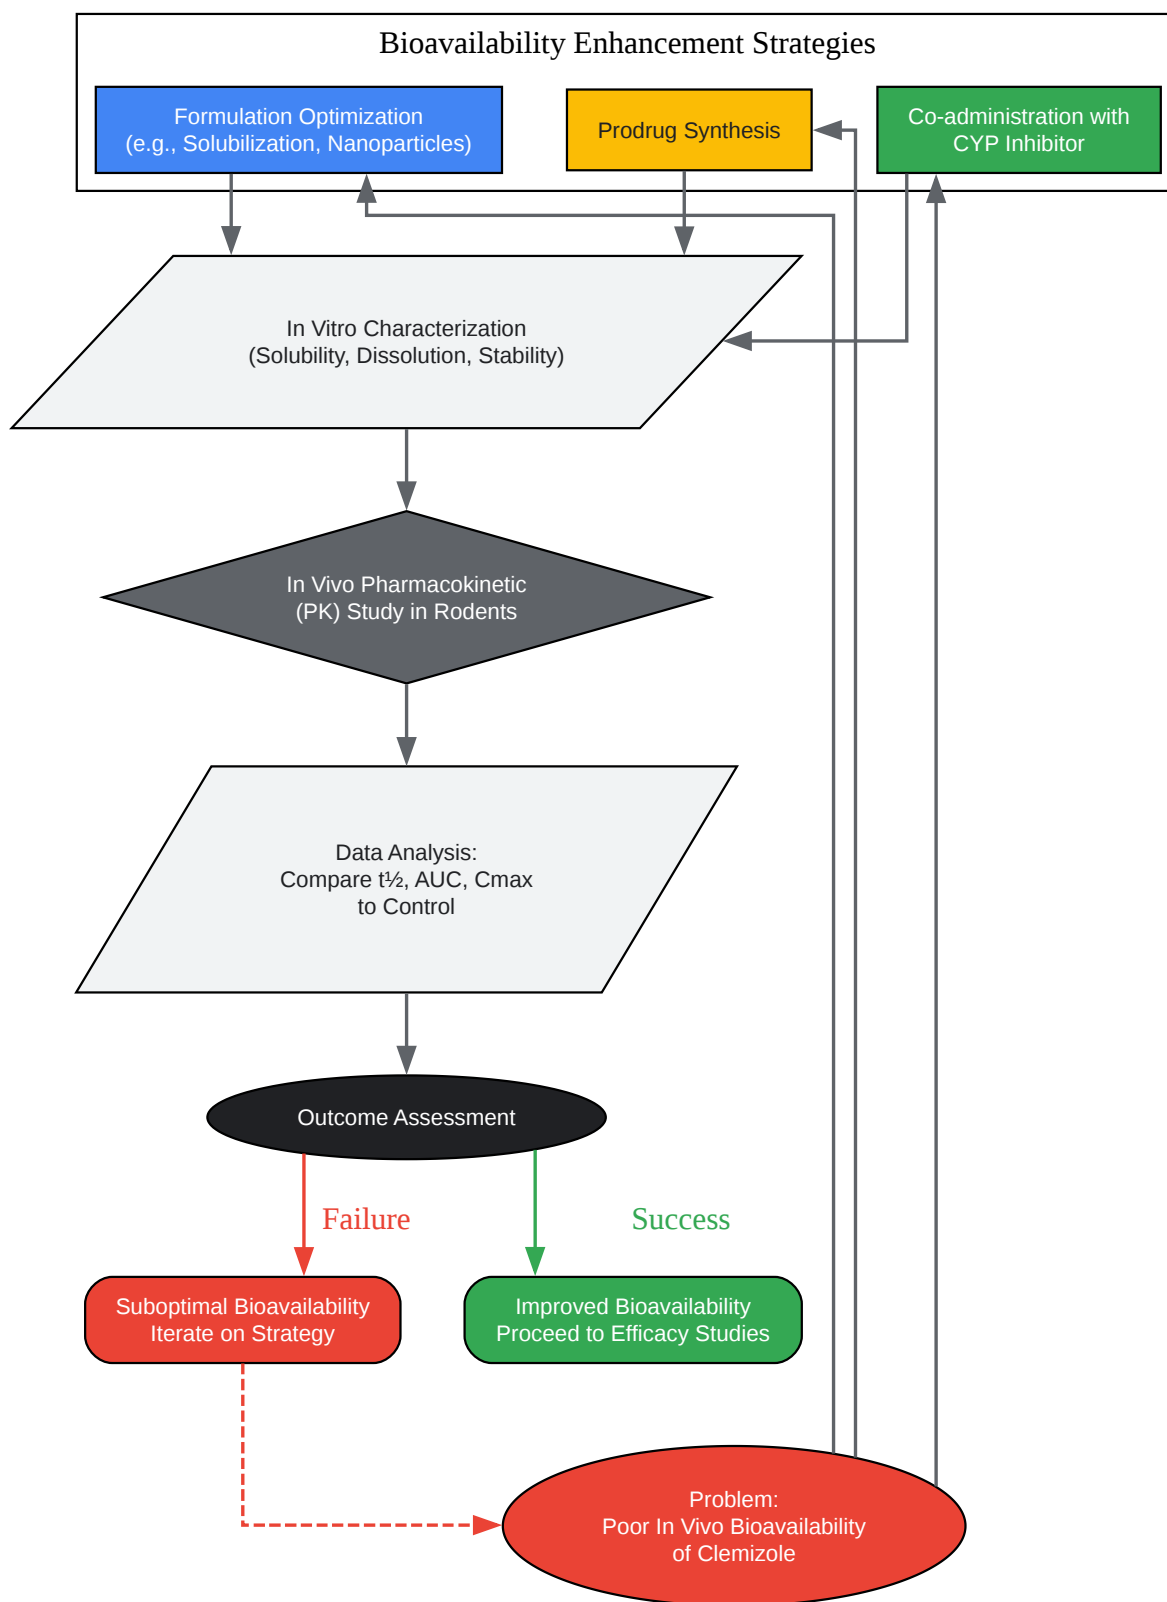 Bioavailability Enhancement Strategies
Formulation Optimization
(e.g., Solubilization, Nanoparticles)
Prodrug Synthesis
Co-administration with
CYP Inhibitor
In Vitro Characterization
(Solubility, Dissolution, Stability)
In Vivo Pharmacokinetic
(PK) Study in Rodents
Data Analysis:
Compare t½, AUC, Cmax
to Control
Outcome Assessment
Failure
Success
Suboptimal Bioavailability
Iterate on Strategy
Improved Bioavailability
Proceed to Efficacy Studies
Problem:
Poor In Vivo Bioavailability
of Clemizole